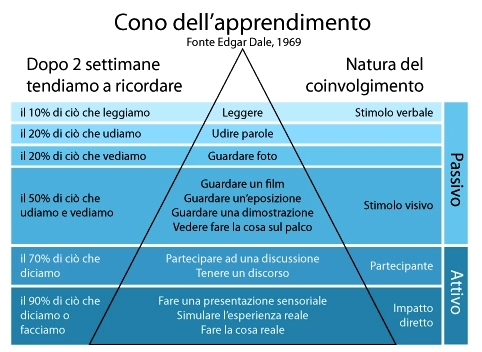 Cono dell'apprendimento
Fonte Edgar Dale, 1969
Dopo 2 settimane
tendiamo a ricordare
Natura del
coinvolgimento
il 10% di ciò che leggiamo
Leggere
Stimolo verbale
il 20% di ciò che udiamo
Udire parole
il 20% di ciò che vediamo
Guardare foto
il 50% di ciò che
udiamo e vediamo
Guardare un film
Guardare un'eposizione
Guardare una dimostrazione
Vedere fare la cosa sul palco
Stimolo visivo
Passivo
il 70% di ciò che
diciamo
Partecipare ad una discussione
Tenere un discorso
Partecipante
il 90% di ciò che
diciamo o
facciamo
Fare una presentazione sensoriale
Simulare l'esperienza reale
Fare la cosa reale
Impatto
diretto
Attivo